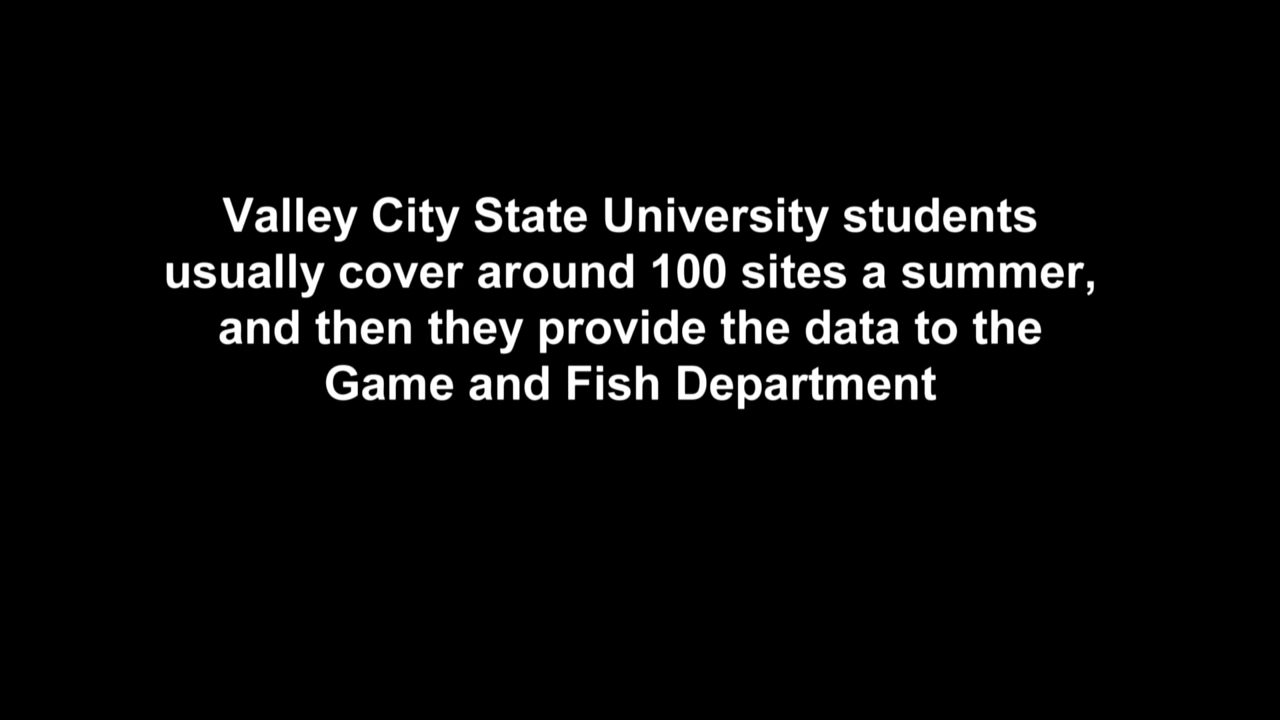 Valley City State University students
usually cover around 100 sites a summer,
and then they provide the data to the
Game and Fish Department